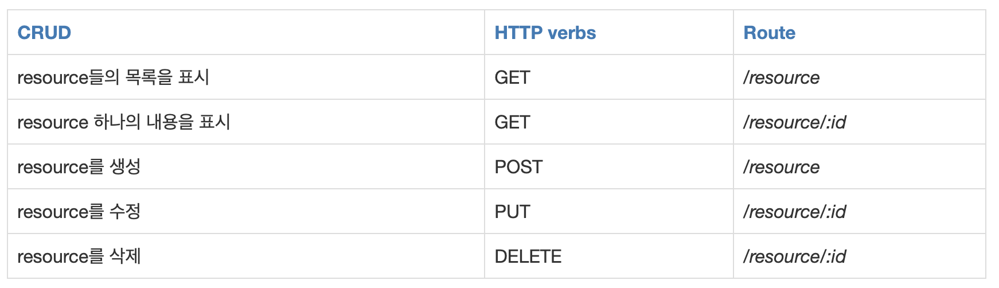 CRUD HTTP verbs Route
resource들의 목록을 표시 GET /resource
resource 하나의 내용을 표시 GET /resource/:id
resource를 생성 POST /resource
resource를 수정 PUT /resource/:id
resource를 삭제 DELETE /resource/:id